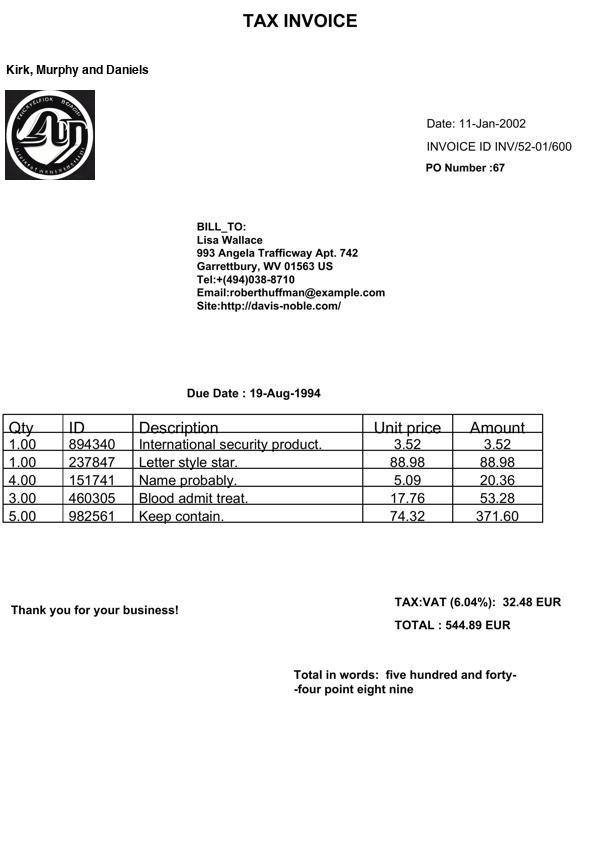 TAX INVOICE
Kirk, Murphy and Daniels
Date: 11-Jan-2002
INVOICE ID INV/52-01/600
PO Number :67
BILL_TO:
Lisa Wallace
993 Angela Trafficway Apt. 742
Garrettbury, WV 01563 US
Tel:+(494)038-8710
Email:roberthuffman@example.com
Site:http://davis-noble.com/
Due Date : 19-Aug-1994
Qty ID Description Unit price Amount
1.00 894340 International security product. 3.52 3.52
1.00 237847 Letter style star. 88.98 88.98
4.00 151741 Name probably. 5.09 20.36
3.00 460305 Blood admit treat. 17.76 53.28
5.00 982561 Keep contain. 74.32 371.60
Thank you for your business!
TAX:VAT (6.04%): 32.48 EUR
TOTAL : 544.89 EUR
Total in words: five hundred and forty-
-four point eight nine